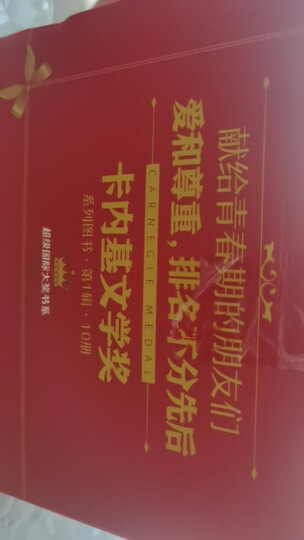 献给青春期的朋友们
爱和尊重，排名不分先后
CARNEGIE MEDAL
卡内基文学奖
系列图书·第1辑·10册
超级国际大奖书系